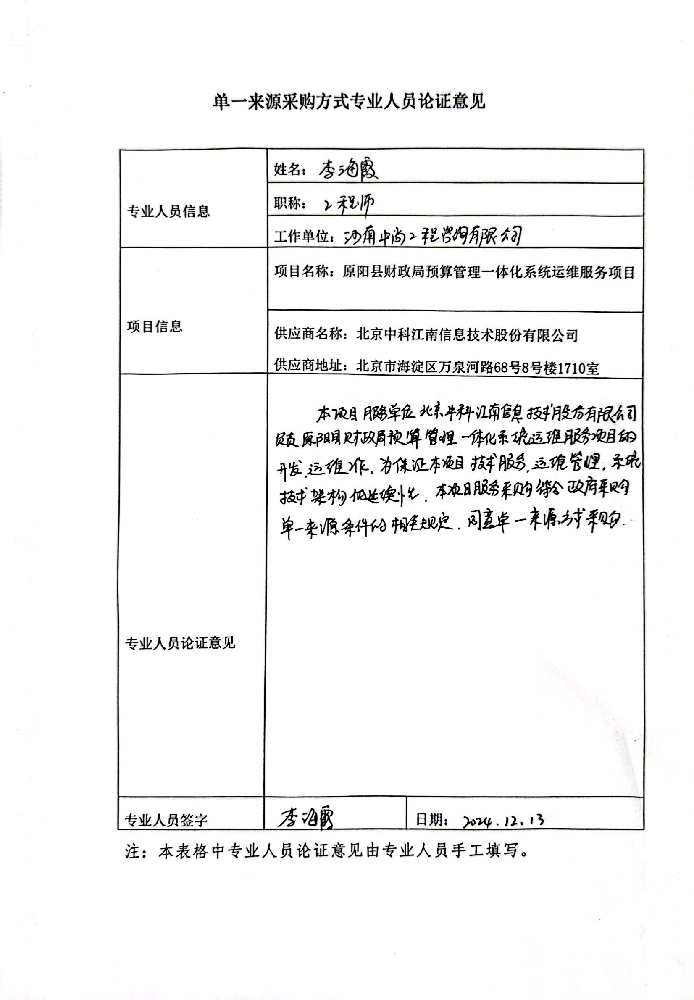 单一来源采购方式专业人员论证意见
专业人员信息
姓名：李海霞
职称：工程师
工作单位：河南中尚工程咨询有限公司
项目信息
项目名称：原阳县财政局预算管理一体化系统运维服务项目
供应商名称：北京中科江南信息技术股份有限公司
供应商地址：北京市海淀区万泉河路68号8号楼1710室
专业人员论证意见
本项目服务单位北京中科江南信息技术股份有限公司
负责原阳县财政局预算管理一体化系统运维服务项目的
开发、运维工作，为保证本项目技术服务、运维管理、系统
技术架构的延续性，本项目服务采购符合政府采购
单一来源条件的相关规定，同意单一来源方式采购.
专业人员签字
李海霞
日期：2024.12.13
注：本表格中专业人员论证意见由专业人员手工填写。